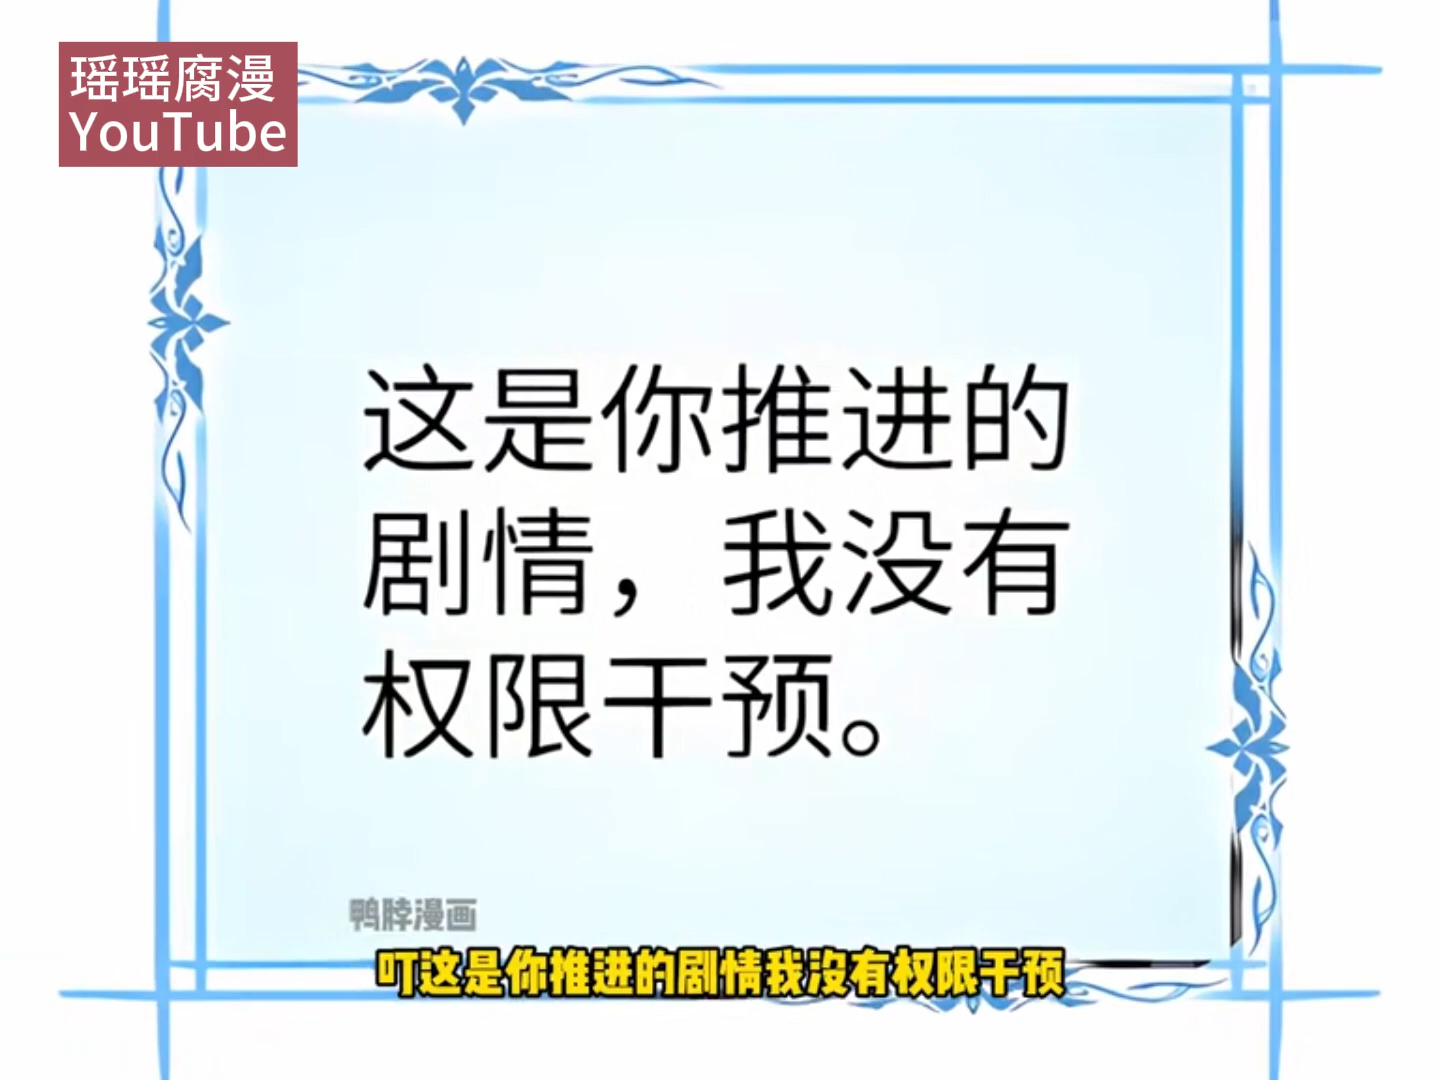 瑶瑶腐漫
YouTube
这是你推进的
剧情，我没有
权限干预。
鸭脖漫画
叮这是你推进的剧情我没有权限干预